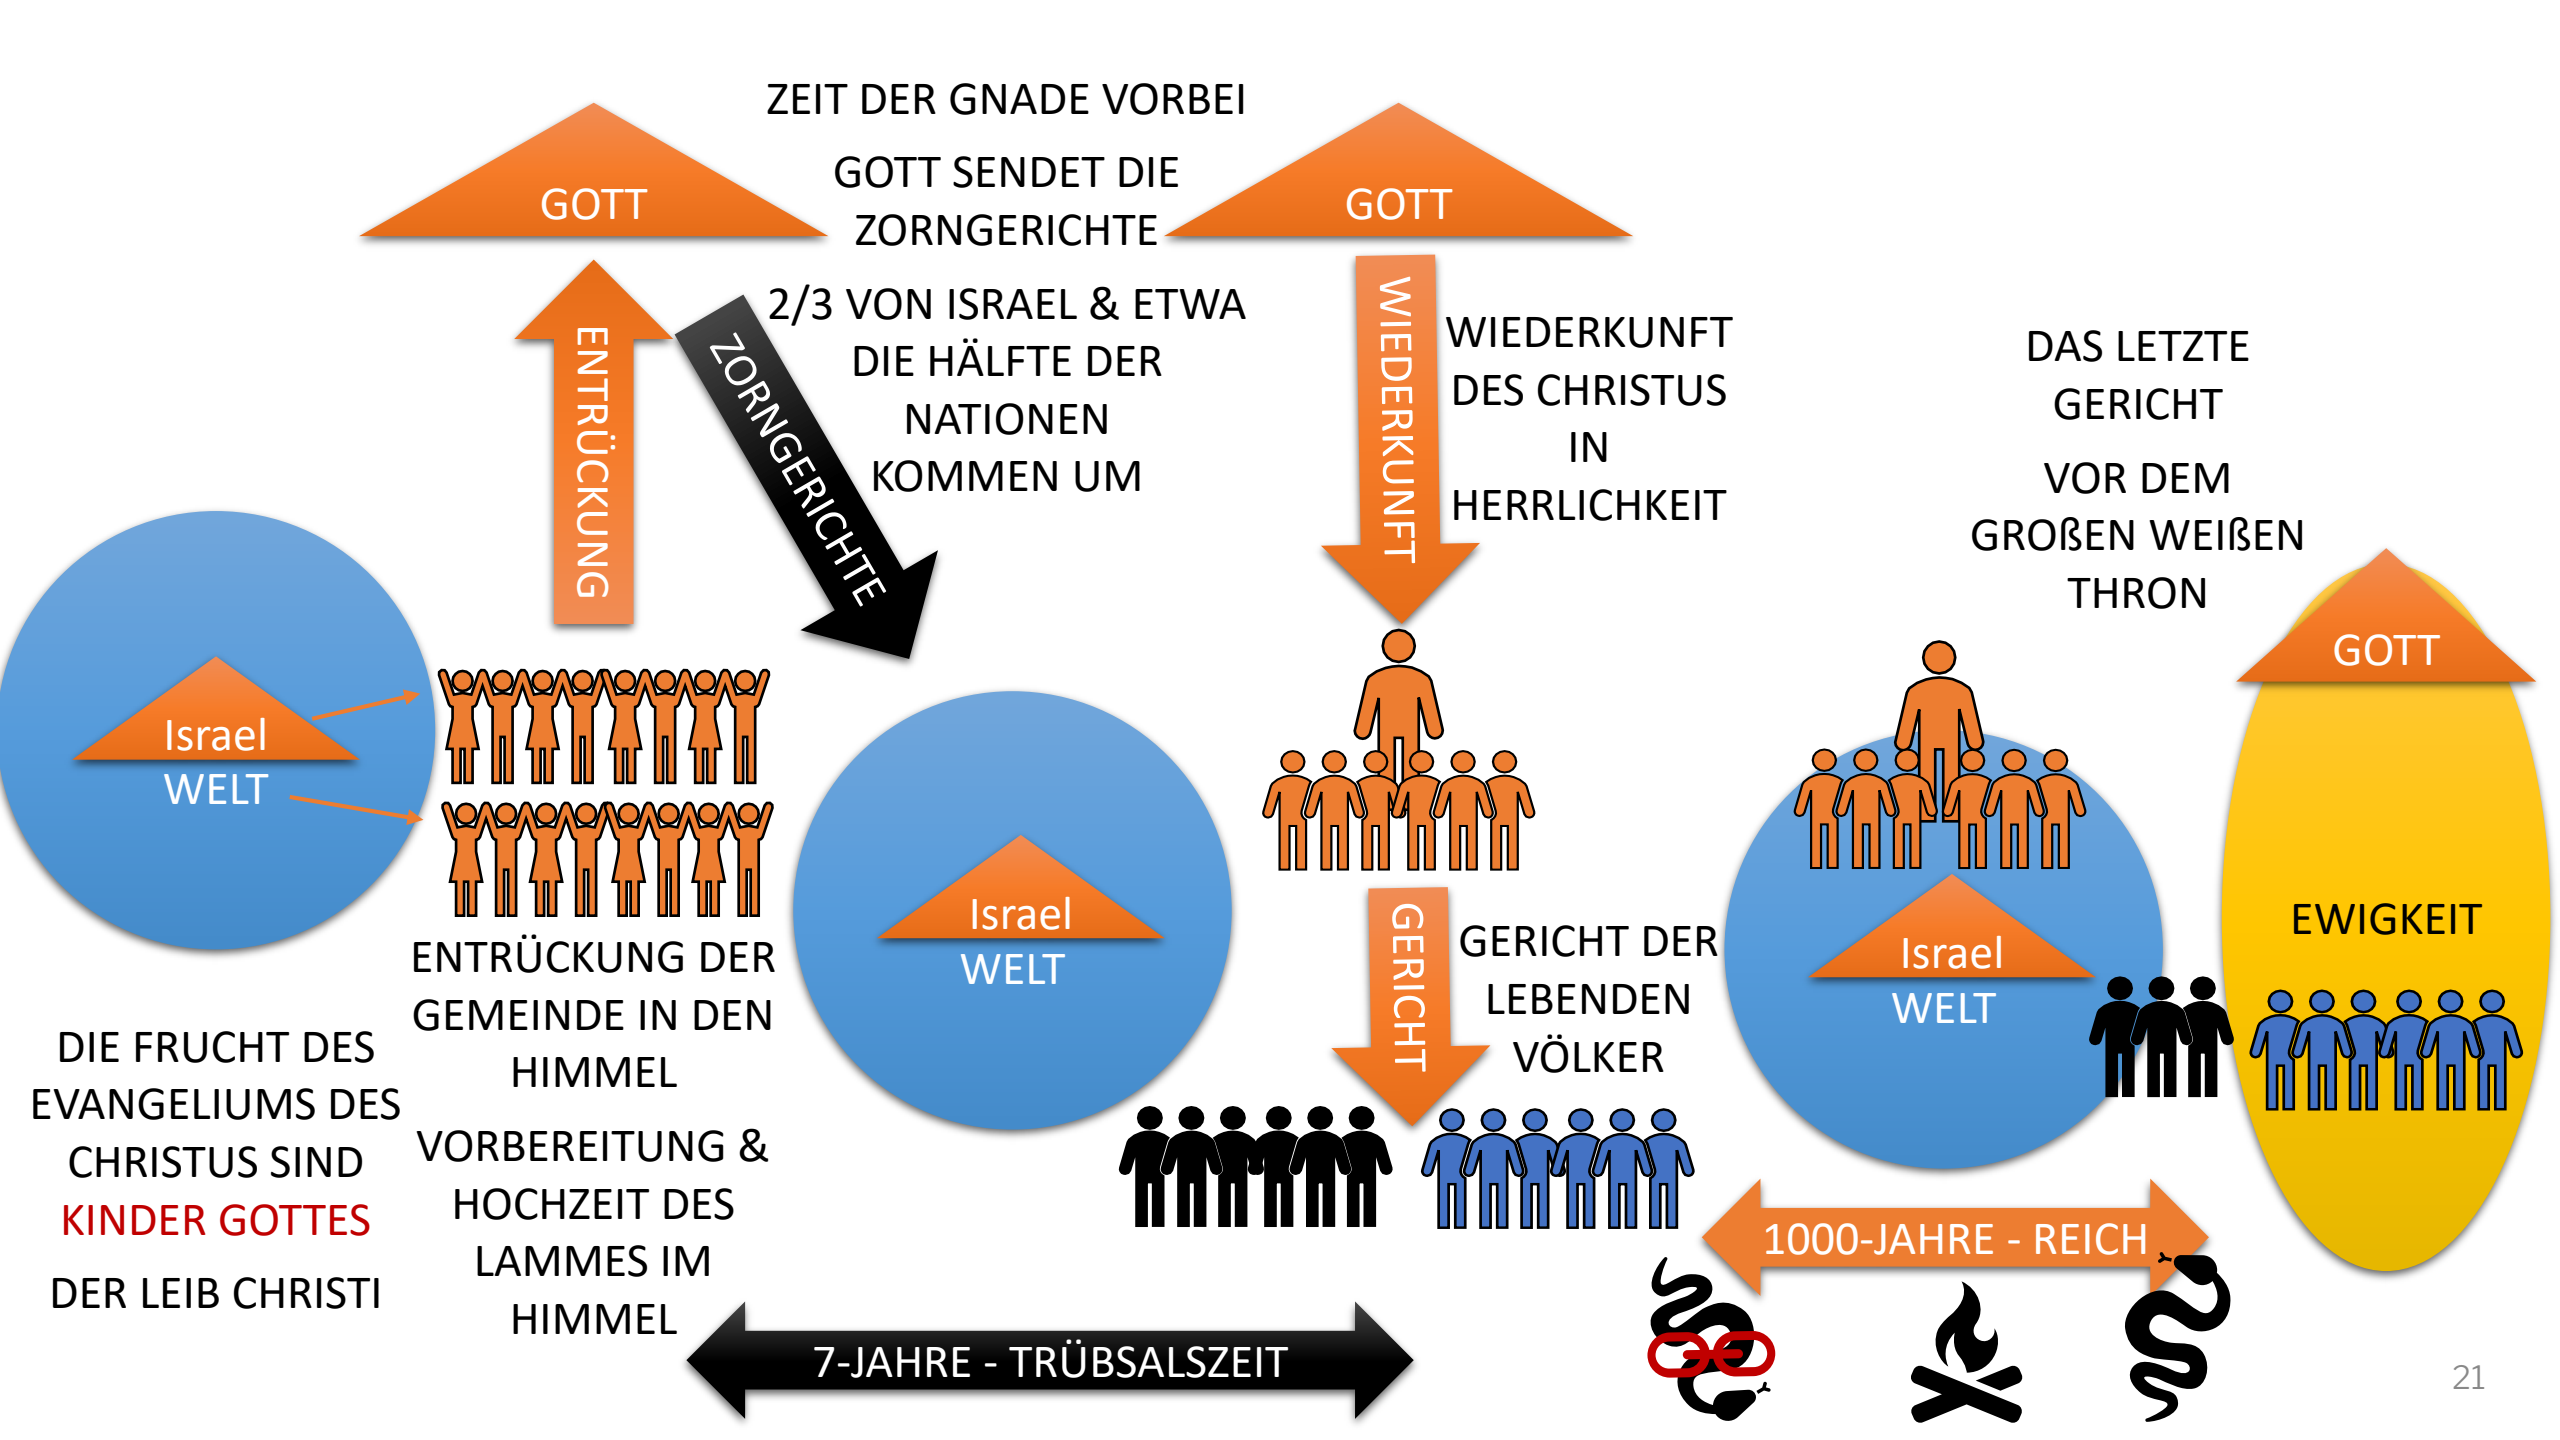 ZEIT DER GNADE VORBEI
GOTT SENDET DIE
ZORNGERICHTE
2/3 VON ISRAEL & ETWA
DIE HÄLFTE DER
NATIONEN
KOMMEN UM
GOTT
GOTT
ENTRÜCKUNG
ZORNGERICHTE
WIEDERKUNFT
WIEDERKUNFT
DES CHRISTUS
IN
HERRLICHKEIT
DAS LETZTE
GERICHT
VOR DEM
GROßEN WEIßEN
THRON
GOTT
Israel
WELT
Israel
WELT
Israel
WELT
EWIGKEIT
DIE FRUCHT DES
EVANGELIUMS DES
CHRISTUS SIND
KINDER GOTTES
DER LEIB CHRISTI
ENTRÜCKUNG DER
GEMEINDE IN DEN
HIMMEL
VORBEREITUNG &
HOCHZEIT DES
LAMMES IM
HIMMEL
GERICHT
GERICHT DER
LEBENDEN
VÖLKER
7-JAHRE - TRÜBSALSZEIT
1000-JAHRE - REICH
21